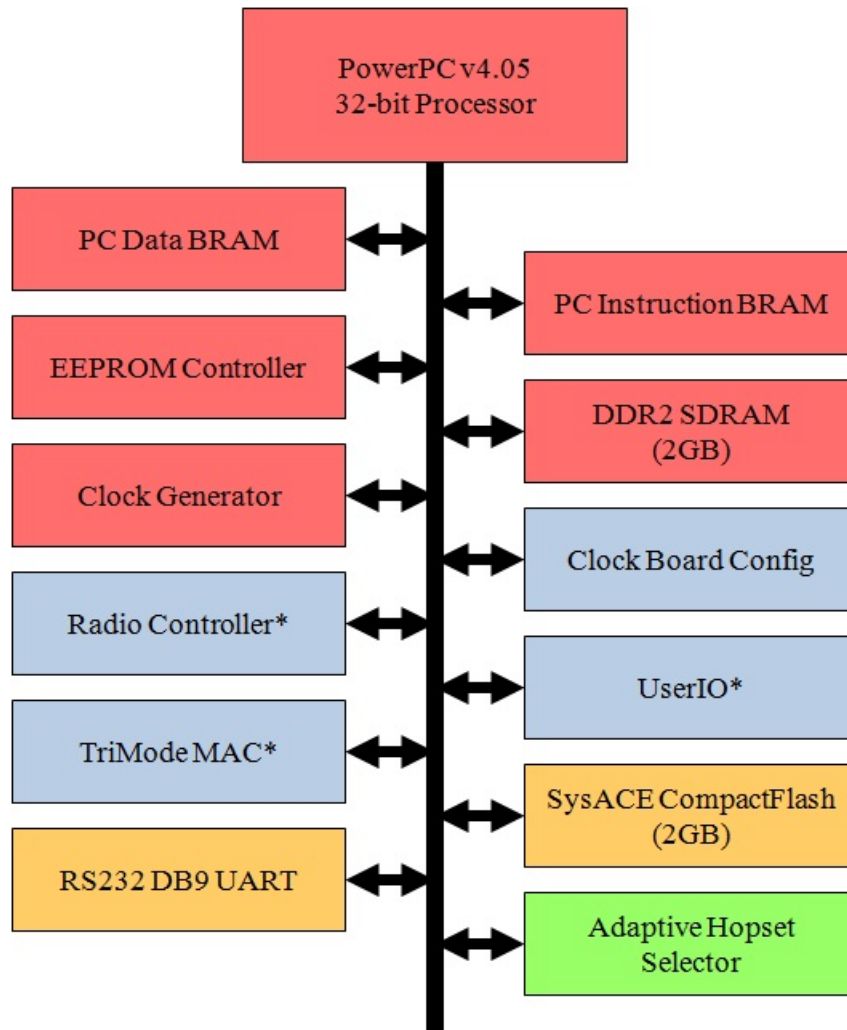 PowerPC v4.05
32-bit Processor
PC Data BRAM
PC Instruction BRAM
EEPROM Controller
DDR2 SDRAM
(2GB)
Clock Generator
Clock Board Config
Radio Controller*
UserIO*
TriMode MAC*
SysACE CompactFlash
(2GB)
RS232 DB9 UART
Adaptive Hopset
Selector